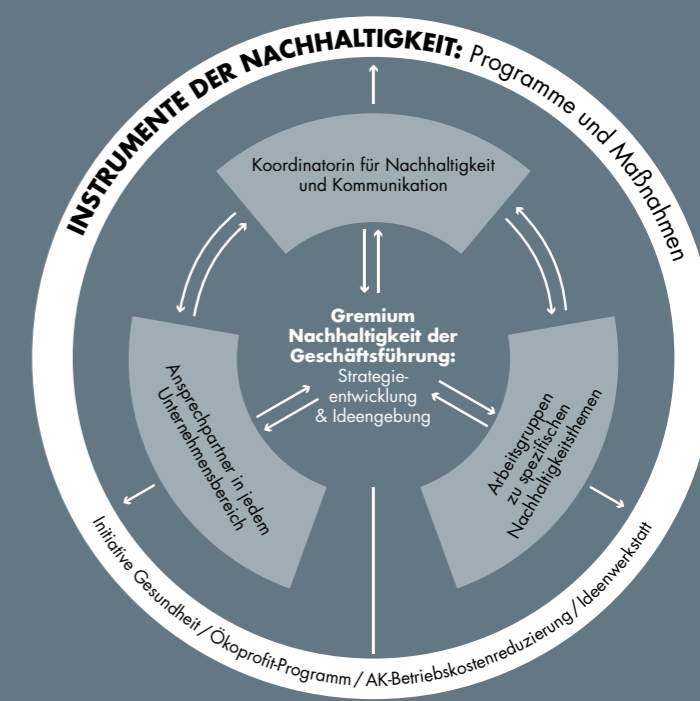 INSTRUMENTE DER NACHHALTIGKEIT: Programme und Maßnahmen
Koordinatorin für Nachhaltigkeit
und Kommunikation
Gremium
Nachhaltigkeit der
Geschäftsführung:
Strategie-
entwicklung
& Ideengebung
Ansprechpartner in jedem
Unternehmensbereich
Arbeitsgruppen
zu spezifischen
Nachhaltigkeitsthemen
Initiative Gesundheit / Ökoprofit-Programm / AK-Betriebskostenreduzierung / Ideenwerkstatt